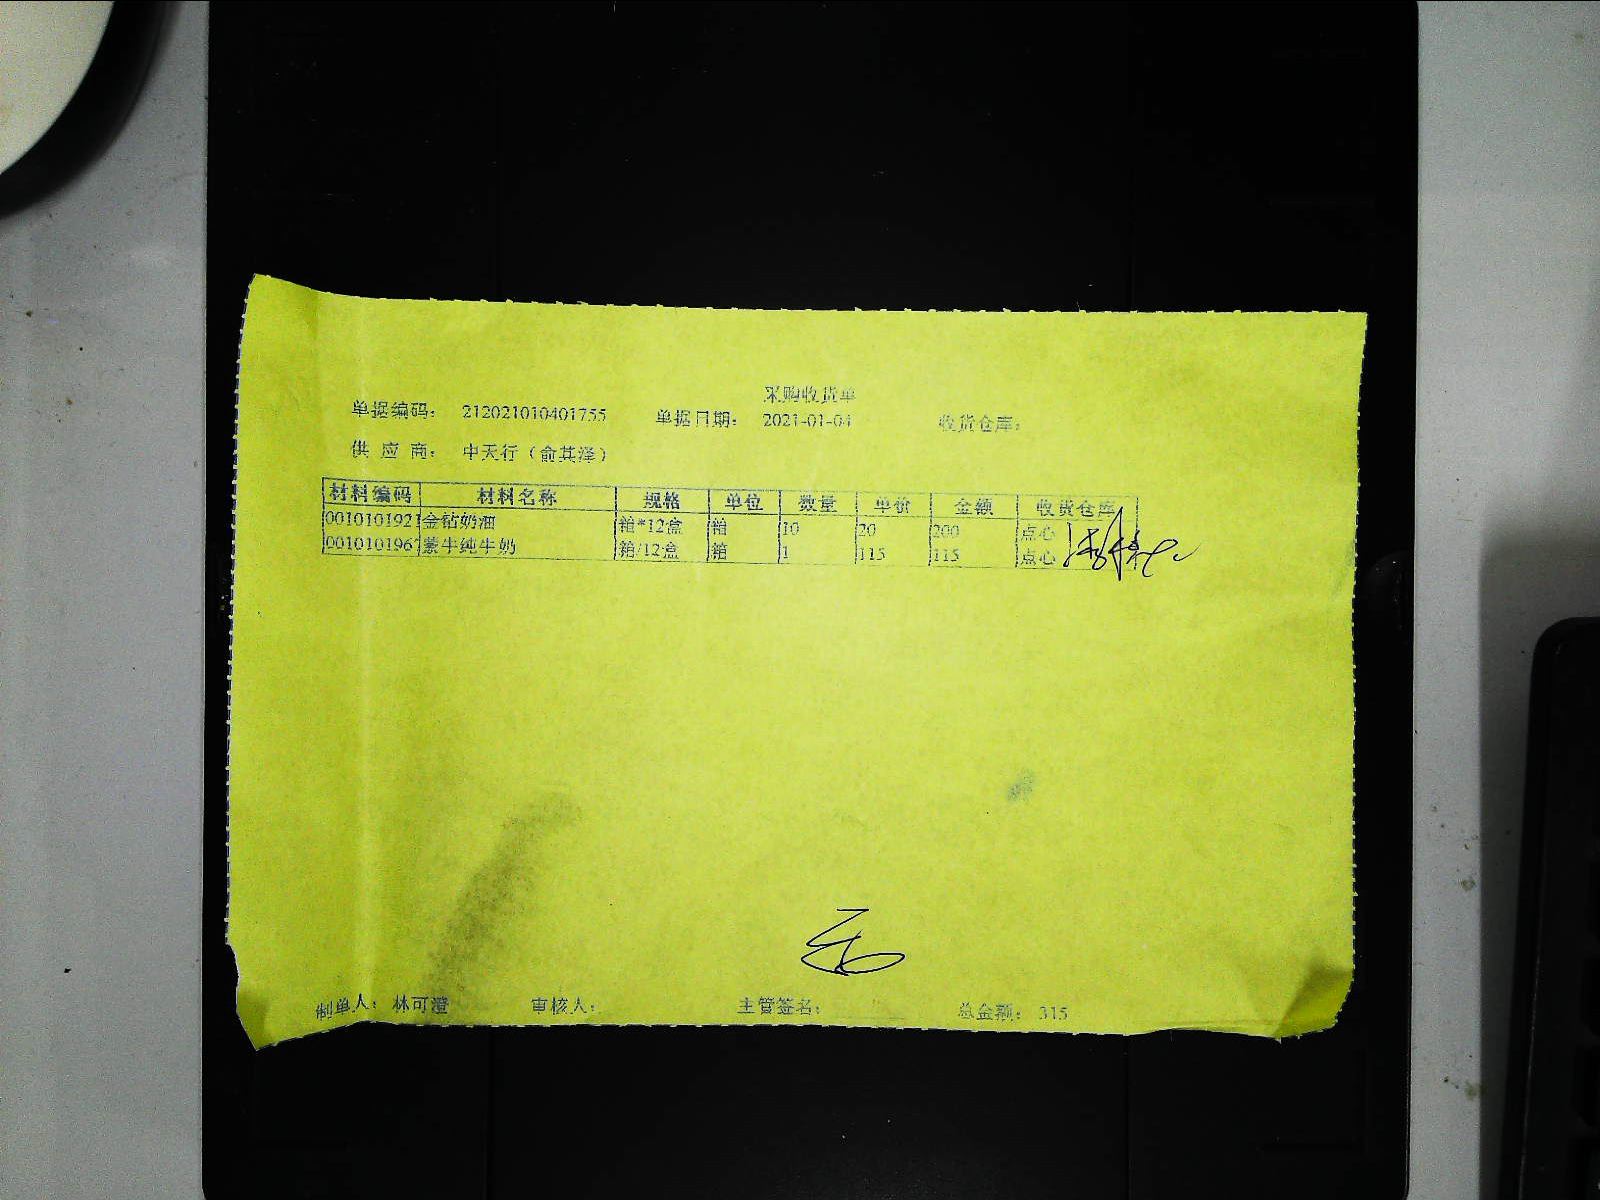 采购收货单
单据编码： 212021010401755 单据日期： 2021-01-04 收货仓库：
供 应 商： 中天行（俞其泽）
材料编码 材料名称 规格 单位 数量 单价 金额 收货仓库
0010101921 金钻奶油 箱*12盒 箱 10 20 200 点心
001010196 蒙牛纯牛奶 箱/12盒 箱 1 115 115 点心
制单人： 林可澄 审核人： 主管签名： 总金额： 315